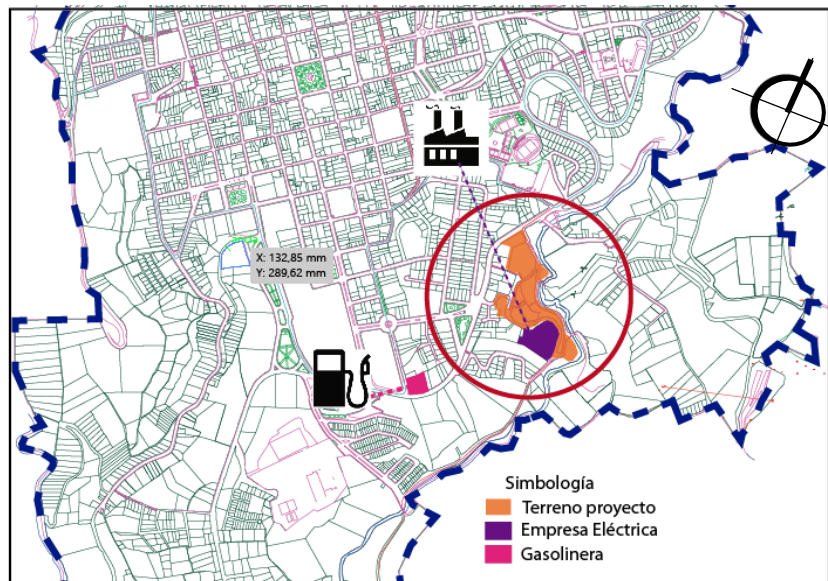 X: 132,85 mm
Y: 289,62 mm
Simbología
Terreno proyecto
Empresa Eléctrica
Gasolinera